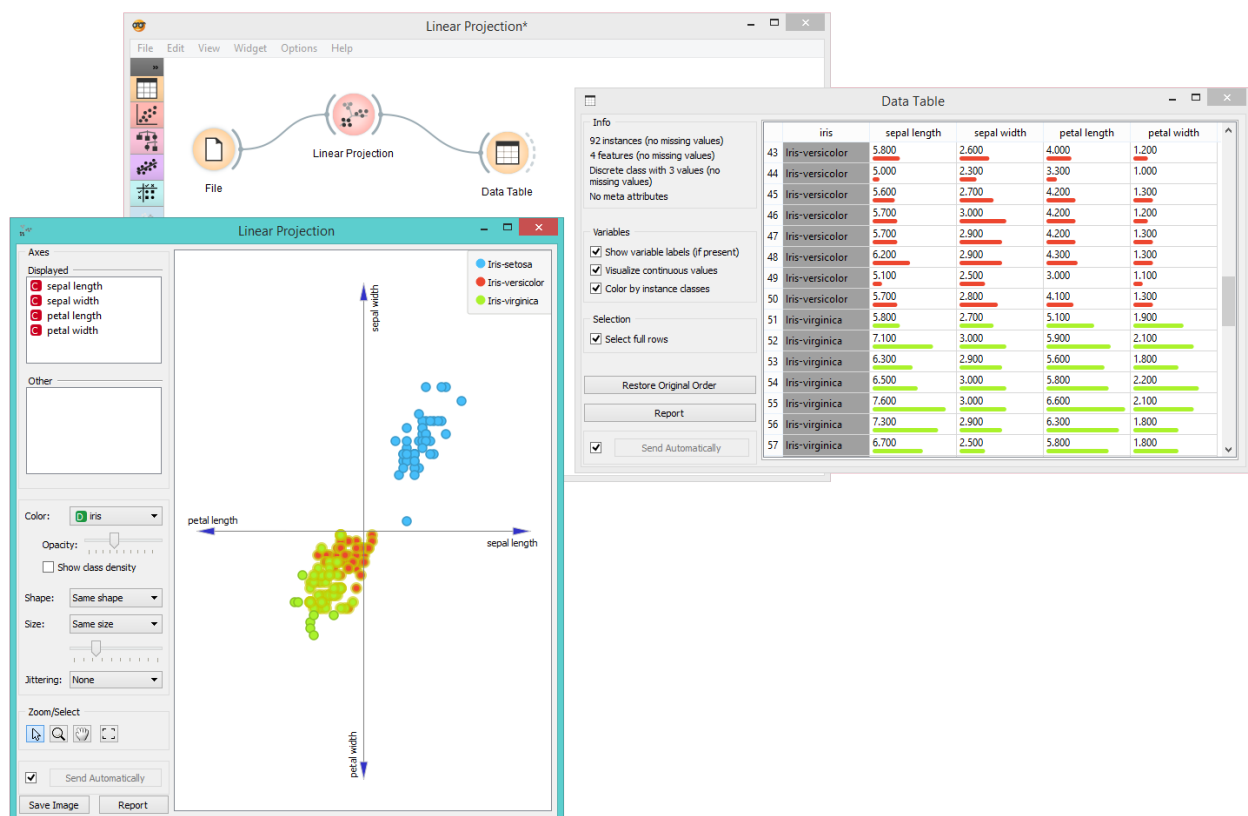 Linear Projection*
File Edit View Widget Options Help
File
Linear Projection
Data Table
Data Table
Info
92 instances (no missing values)
4 features (no missing values)
Discrete class with 3 values (no
missing values)
No meta attributes
Variables
Show variable labels (if present)
Visualize continuous values
Color by instance classes
Selection
Select full rows
Restore Original Order
Report
Send Automatically
iris sepal length sepal width petal length petal width
43 Iris-versicolor 5.800 2.600 4.000 1.200
44 Iris-versicolor 5.000 2.300 3.300 1.000
45 Iris-versicolor 5.600 2.700 4.200 1.300
46 Iris-versicolor 5.700 3.000 4.200 1.200
47 Iris-versicolor 5.700 2.900 4.200 1.300
48 Iris-versicolor 6.200 2.900 4.300 1.300
49 Iris-versicolor 5.100 2.500 3.000 1.100
50 Iris-versicolor 5.700 2.800 4.100 1.300
51 Iris-virginica 5.800 2.700 5.100 1.900
52 Iris-virginica 7.100 3.000 5.900 2.100
53 Iris-virginica 6.300 2.900 5.600 1.800
54 Iris-virginica 6.500 3.000 5.800 2.200
55 Iris-virginica 7.600 3.000 6.600 2.100
56 Iris-virginica 7.300 2.900 6.300 1.800
57 Iris-virginica 6.700 2.500 5.800 1.800
Linear Projection
Axes
Displayed
C sepal length
C sepal width
C petal length
C petal width
Other
Color: D iris
Opacity:
Show class density
Shape: Same shape
Size: Same size
Jittering: None
Zoom/Select
Send Automatically
Save Image Report
Iris-setosa
Iris-versicolor
Iris-virginica
sepal width
petal length
sepal length
petal width